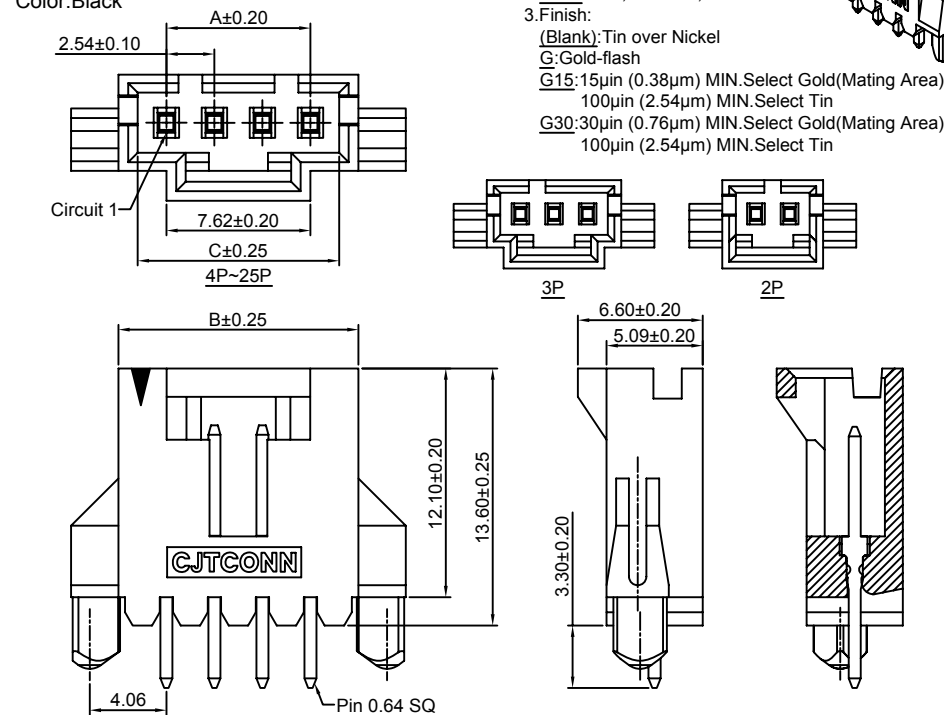 Color:Black
3.Finish:
(Blank):Tin over Nickel
G:Gold-flash
G15:15µin (0.38µm) MIN.Select Gold(Mating Area)
100µin (2.54µm) MIN.Select Tin
G30:30µin (0.76µm) MIN.Select Gold(Mating Area)
100µin (2.54µm) MIN.Select Tin
A±0.20
2.54±0.10
Circuit 1
7.62±0.20
C±0.25
4P~25P
3P
2P
B±0.25
6.60±0.20
5.09±0.20
12.10±0.20
13.60±0.25
3.30±0.20
CJTCONN
4.06
Pin 0.64 SQ